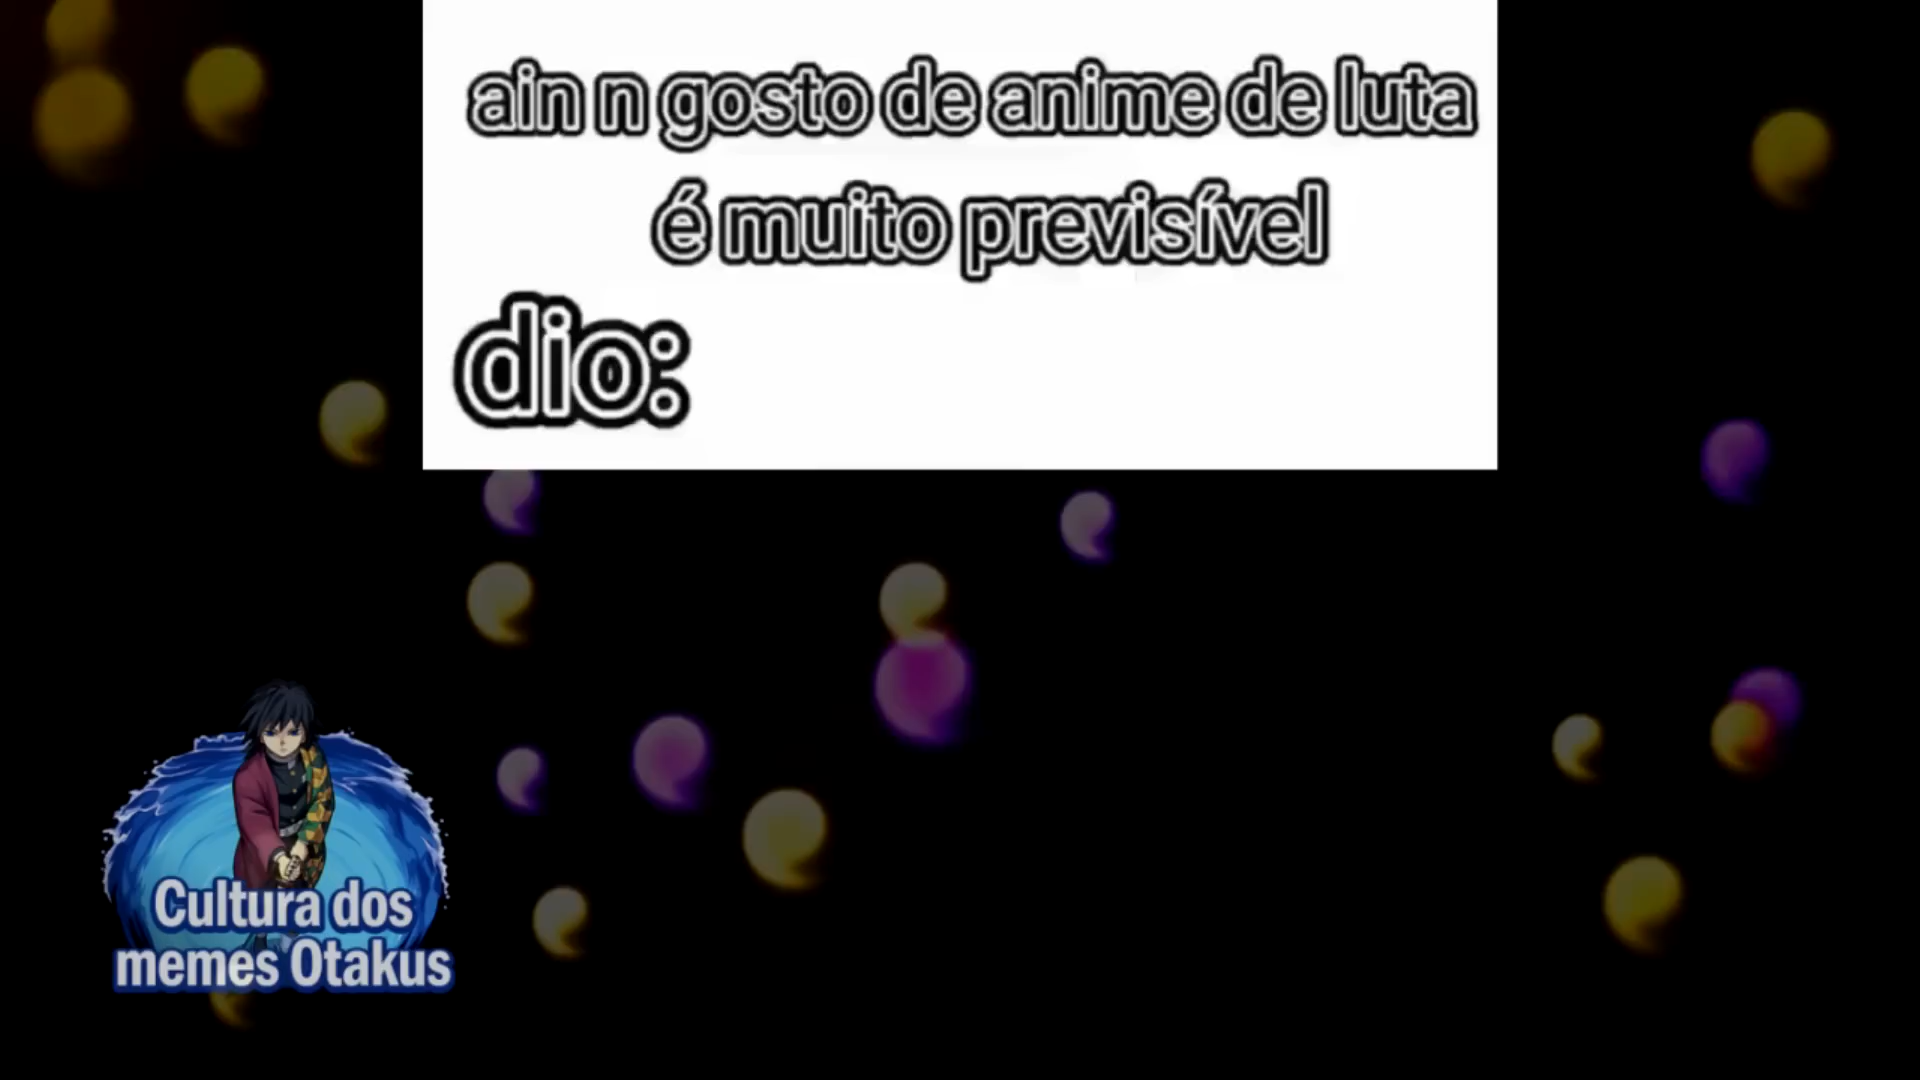 ain n gosto de anime de luta
é muito previsível
dio:
Cultura dos
memes Otakus